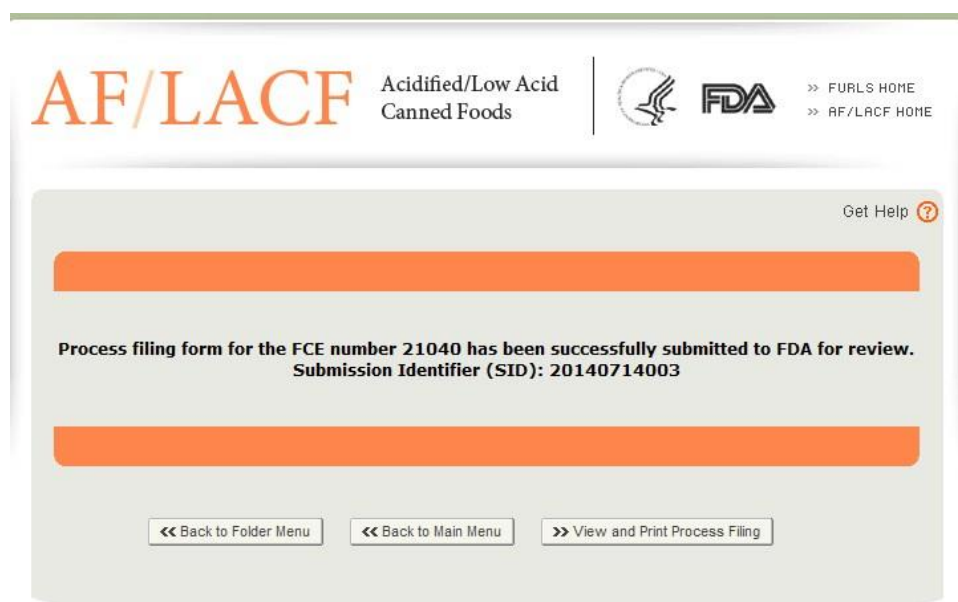 AF/LACF
Acidified/Low Acid
Canned Foods
FDA
>> FURLS HOME
>> AF/LACF HOME
Get Help ?
Process filing form for the FCE number 21040 has been successfully submitted to FDA for review.
Submission Identifier (SID): 20140714003
<< Back to Folder Menu
<< Back to Main Menu
>> View and Print Process Filing